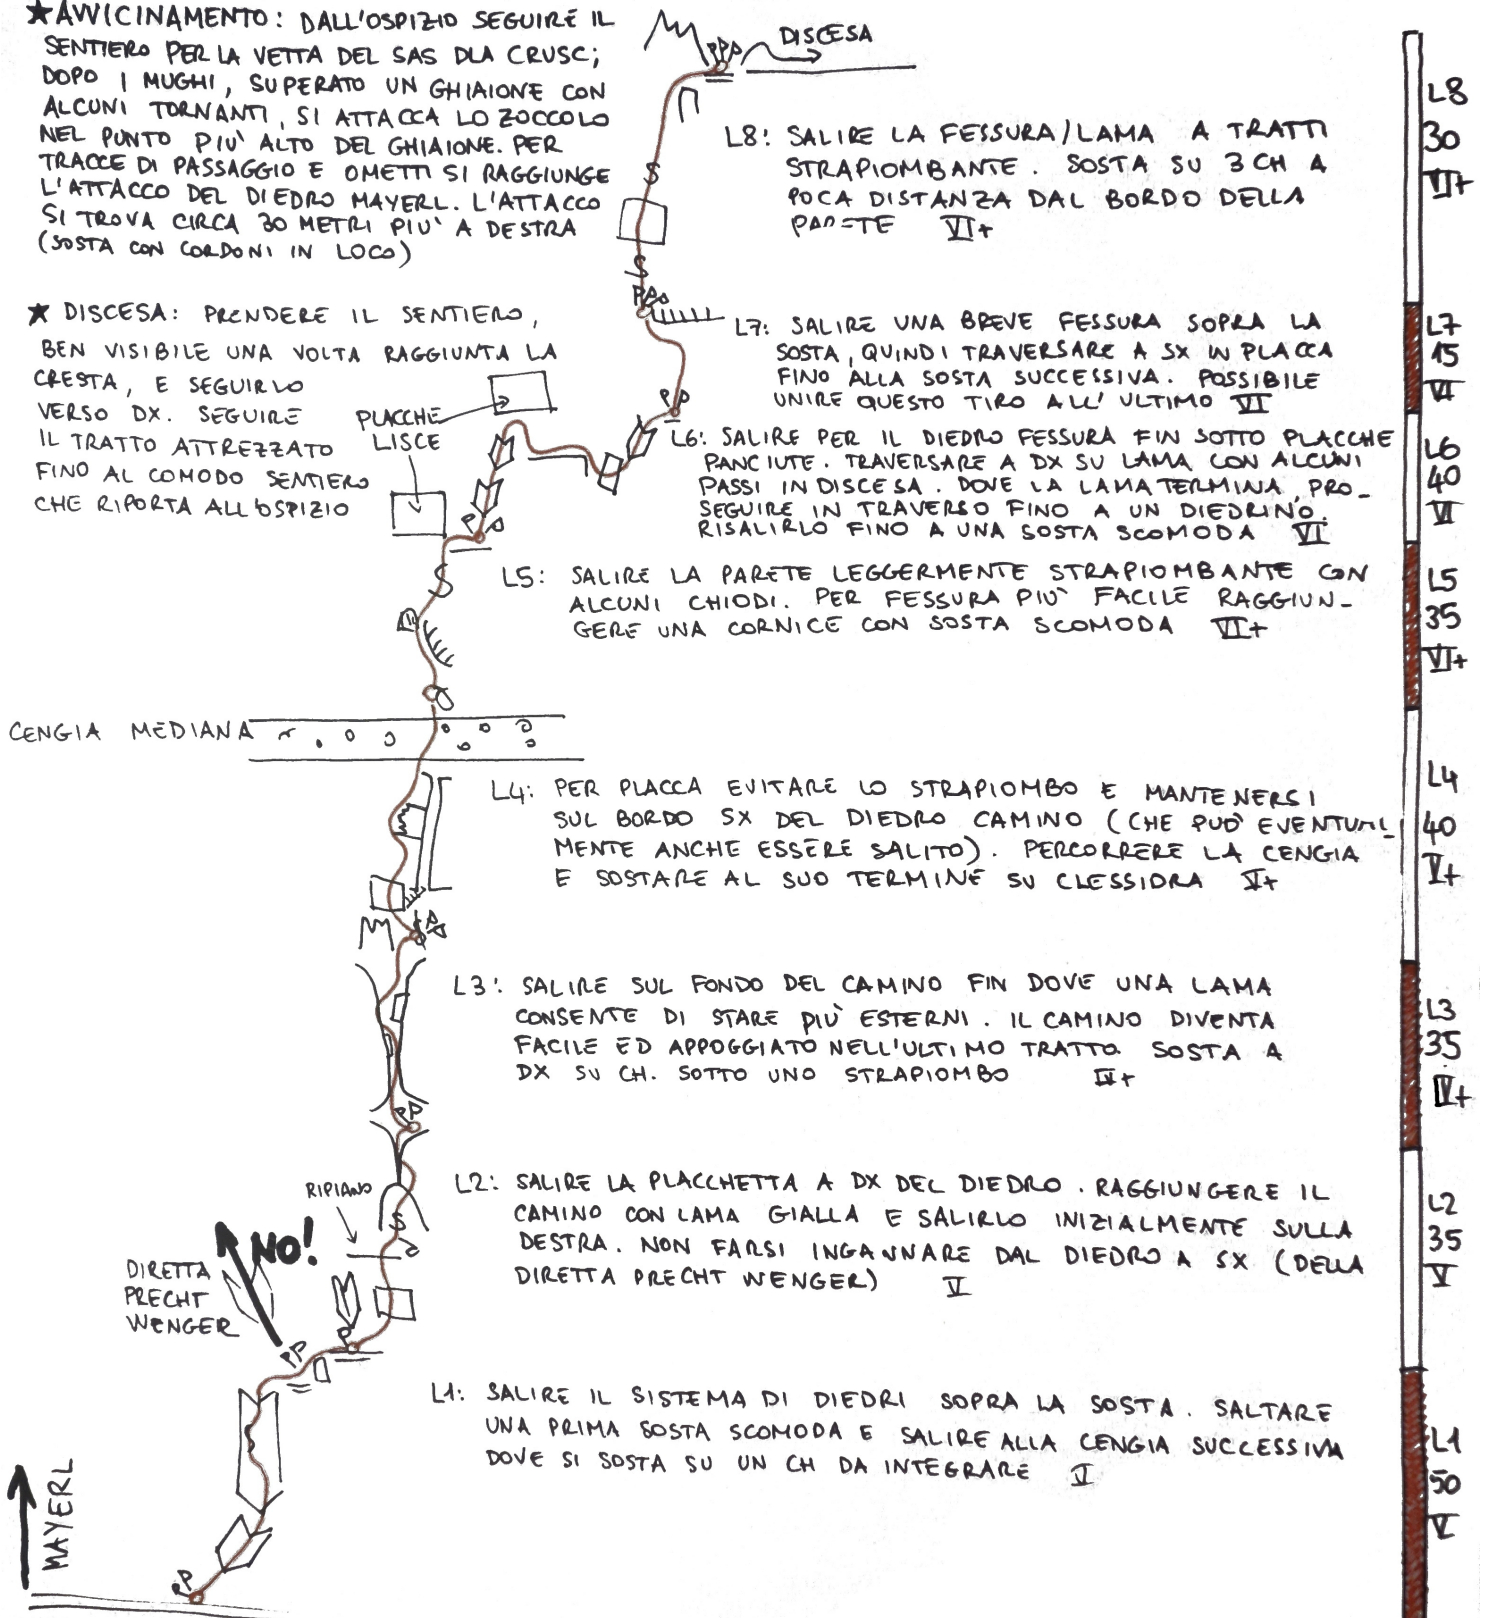 ★ AVVICINAMENTO: DALL'OSPIZIO SEGUIRE IL
SENTIERO PER LA VETTA DEL SAS DLA CRUSC;
DOPO I MUGHI, SUPERATO UN GHIAIONE CON
ALCUNI TORNANTI, SI ATTACCA LO ZOCCOLO
NEL PUNTO PIU' ALTO DEL GHIAIONE. PER
TRACCE DI PASSAGGIO E OMETTI SI RAGGIUNGE
L'ATTACCO DEL DIEDRO MAYERL. L'ATTACCO
SI TROVA CIRCA 30 METRI PIU' A DESTRA
(SOSTA CON CORDONI IN LOCO)
★ DISCESA: PRENDERE IL SENTIERO,
BEN VISIBILE UNA VOLTA RAGGIUNTA LA
CRESTA, E SEGUIRLO
VERSO DX. SEGUIRE
IL TRATTO ATTREZZATO
FINO AL COMODO SENTIERO
CHE RIPORTA ALL'OSPIZIO
DISCESA
L8: SALIRE LA FESSURA/LAMA A TRATTI
STRAPIOMBANTE. SOSTA SU 3 CH A
POCA DISTANZA DAL BORDO DELLA
PARETE VI+
L7: SALIRE UNA BREVE FESSURA SOPRA LA
SOSTA, QUINDI TRAVERSARE A SX IN PLACCA
FINO ALLA SOSTA SUCCESSIVA. POSSIBILE
UNIRE QUESTO TIRO ALL'ULTIMO VI
PLACCHE
LISCE
L6: SALIRE PER IL DIEDRO FESSURA FIN SOTTO PLACCHE
PANCIUTE. TRAVERSARE A DX SU LAMA CON ALCUNI
PASSI IN DISCESA. DOVE LA LAMA TERMINA, PRO-
SEGUIRE IN TRAVERSO FINO A UN DIEDRINO.
RISALIRLO FINO A UNA SOSTA SCOMODA VI
L5: SALIRE LA PARETE LEGGERMENTE STRAPIOMBANTE CON
ALCUNI CHIODI. PER FESSURA PIU' FACILE RAGGIUN-
GERE UNA CORNICE CON SOSTA SCOMODA VI+
CENGIA MEDIANA
L4: PER PLACCA EVITARE LO STRAPIOMBO E MANTENERSI
SUL BORDO SX DEL DIEDRO CAMINO (CHE PUO' EVENTUAL-
MENTE ANCHE ESSERE SALITO). PERCORRERE LA CENGIA
E SOSTARE AL SUO TERMINE SU CLESSIDRA V+
L3: SALIRE SUL FONDO DEL CAMINO FIN DOVE UNA LAMA
CONSENTE DI STARE PIÙ ESTERNI. IL CAMINO DIVENTA
FACILE ED APPOGGIATO NELL'ULTIMO TRATTO. SOSTA A
DX SU CH. SOTTO UNO STRAPIOMBO IV+
RIPIANO
L2: SALIRE LA PLACCHETTA A DX DEL DIEDRO. RAGGIUNGERE IL
CAMINO CON LAMA GIALLA E SALIRLO INIZIALMENTE SULLA
DESTRA. NON FARSI INGANNARE DAL DIEDRO A SX (DELLA
DIRETTA PRECHT WENGER) V
NO!
DIRETTA
PRECHT
WENGER
L1: SALIRE IL SISTEMA DI DIEDRI SOPRA LA SOSTA. SALTARE
UNA PRIMA SOSTA SCOMODA E SALIRE ALLA CENGIA SUCCESSIVA
DOVE SI SOSTA SU UN CH DA INTEGRARE V
MAYERL
L8
30
VI+
L7
15
VI
L6
40
VI
L5
35
VI+
L4
40
V+
L3
35
IV+
L2
35
V
L1
50
V